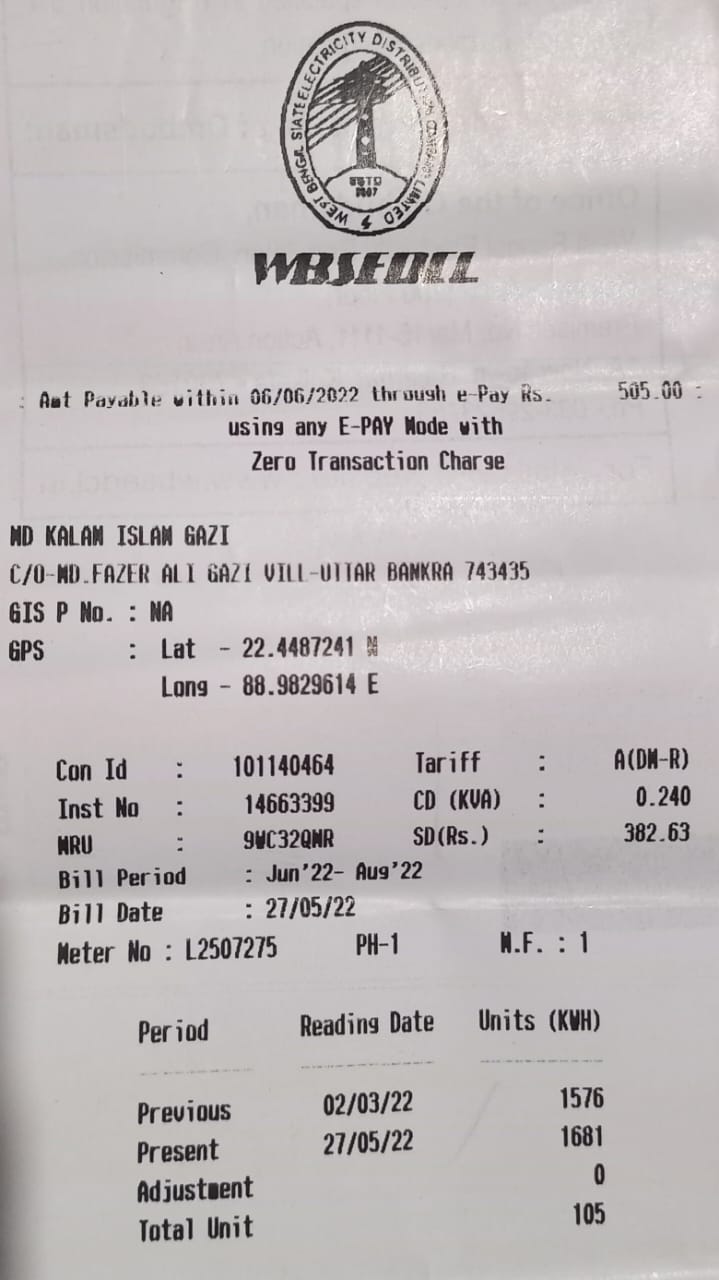 WEST BENGAL STATE ELECTRICITY DISTRIBUTION COMPANY LIMITED
ESTD
2007
WBSEDCL
: Amt Payable within 06/06/2022 through e-Pay Rs. 505.00 :
using any E-PAY Mode with
Zero Transaction Charge
MD KALAM ISLAM GAZI
C/O-MD.FAZER ALI GAZI VILL-UTTAR BANKRA 743435
GIS P No. : NA
GPS : Lat - 22.4487241 N
Long - 88.9829614 E
Con Id : 101140464 Tariff : A(DM-R)
Inst No : 14663399 CD (KVA) : 0.240
MRU : 9WC32QMR SD(Rs.) : 382.63
Bill Period : Jun'22- Aug'22
Bill Date : 27/05/22
Meter No : L2507275 PH-1 M.F. : 1
Period Reading Date Units (KWH)
Previous 02/03/22 1576
Present 27/05/22 1681
Adjustment 0
Total Unit 105